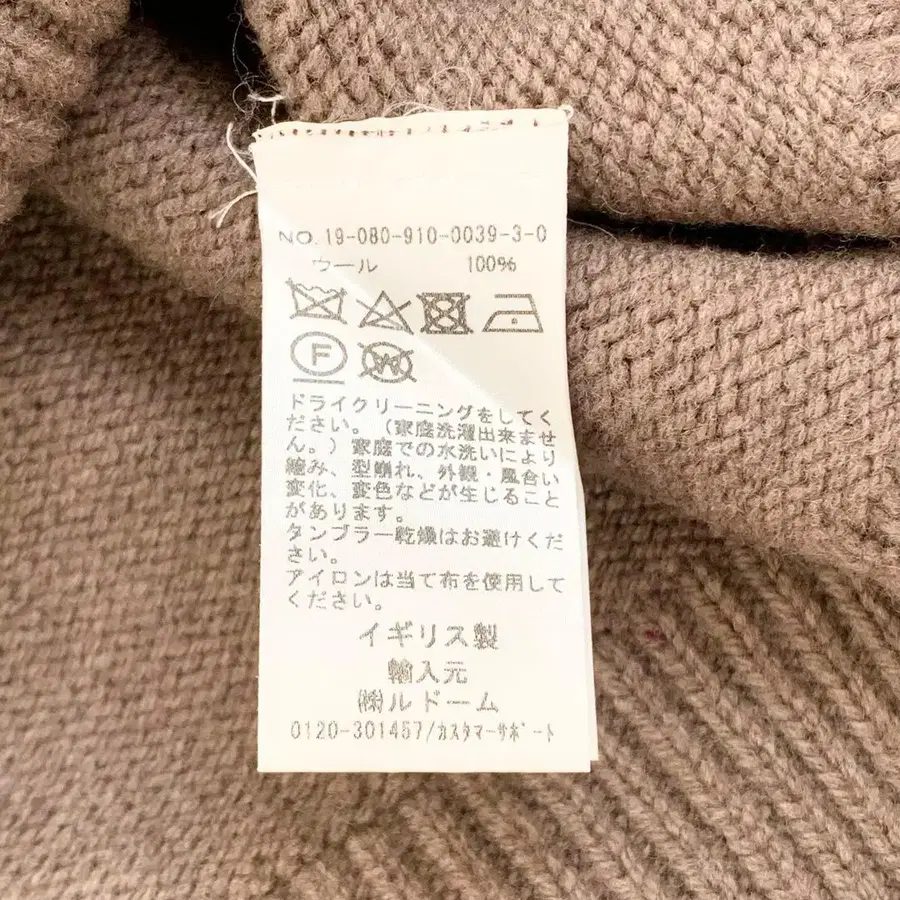 NO. 19-080-910-0039-3-0
ウール 100%
F W
ドライクリーニングをしてく
ださい。（家庭洗濯出来ませ
ん。）家庭での水洗いにより
縮み、型崩れ、外観・風合い
変化、変色などが生じること
があります。
タンブラー乾燥はお避けくだ
さい。
アイロンは当て布を使用して
ください。
イギリス製
輸入元
㈱ルドーム
0120-301457/ｶｽﾀﾏｰｻﾎﾟｰﾄ